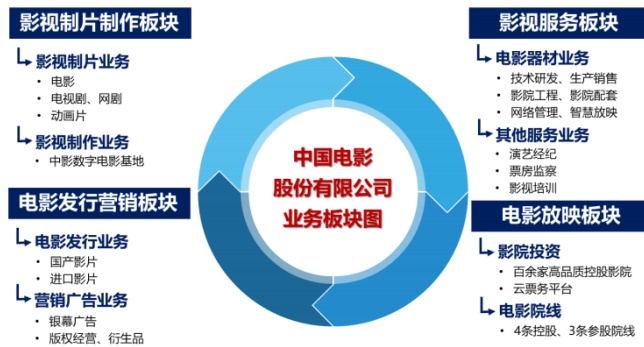 影视制片制作板块
影视制片业务
• 电影
• 电视剧、网剧
• 动画片
影视制作业务
• 中影数字电影基地
电影发行营销板块
电影发行业务
• 国产影片
• 进口影片
营销广告业务
• 银幕广告
• 版权经营、衍生品
中国电影
股份有限公司
业务板块图
影视服务板块
电影器材业务
• 技术研发、生产销售
• 影院工程、影院配套
• 网络管理、智慧放映
其他服务业务
• 演艺经纪
• 票房监察
• 影视培训
电影放映板块
影院投资
• 百余家高品质控股影院
• 云票务平台
电影院线
• 4条控股、3条参股院线